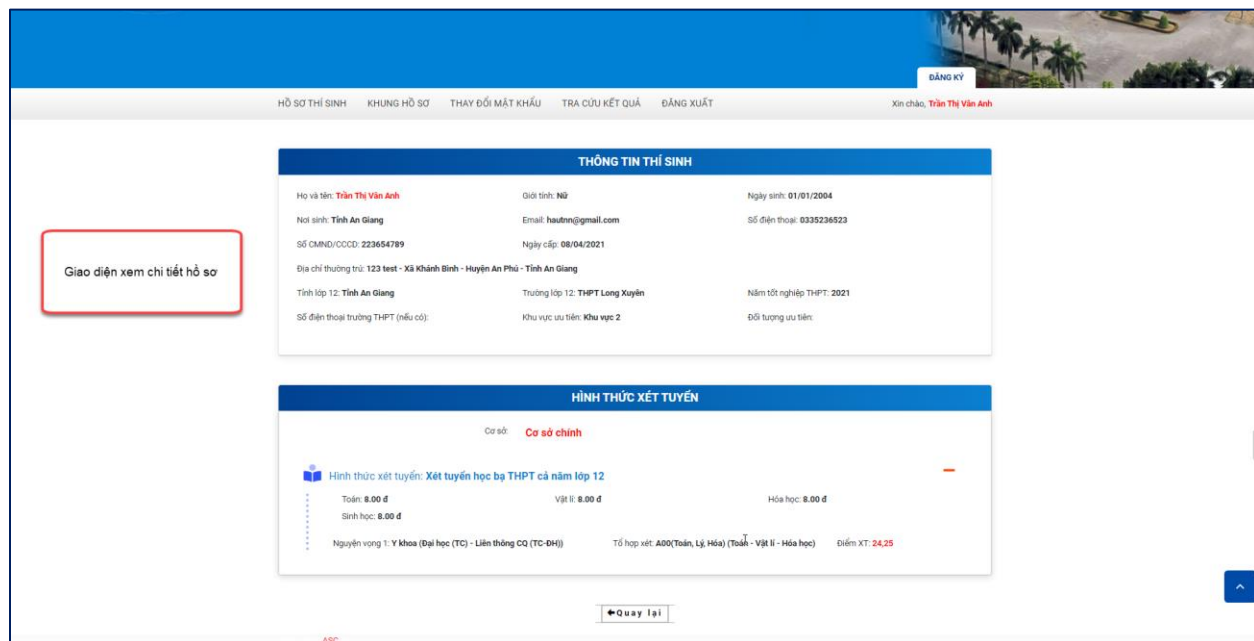 ĐĂNG KÝ
HỒ SƠ THÍ SINH KHUNG HỒ SƠ THAY ĐỔI MẬT KHẨU TRA CỨU KẾT QUẢ ĐĂNG XUẤT Xin chào, Trần Thị Vân Anh
THÔNG TIN THÍ SINH
Họ và tên: Trần Thị Vân Anh Giới tính: Nữ Ngày sinh: 01/01/2004
Nơi sinh: Tỉnh An Giang Email: hautnn@gmail.com Số điện thoại: 0335236523
Số CMND/CCCD: 223654789 Ngày cấp: 08/04/2021
Giao diện xem chi tiết hồ sơ
Địa chỉ thường trú: 123 test - Xã Khánh Bình - Huyện An Phú - Tỉnh An Giang
Tỉnh lớp 12: Tỉnh An Giang Trường lớp 12: THPT Long Xuyên Năm tốt nghiệp THPT: 2021
Số điện thoại trường THPT (nếu có): Khu vực ưu tiên: Khu vực 2 Đối tượng ưu tiên:
HÌNH THỨC XÉT TUYỂN
Cơ sở: Cơ sở chính
Hình thức xét tuyển: Xét tuyển học bạ THPT cả năm lớp 12
Toán: 8.00 đ Vật lí: 8.00 đ Hóa học: 8.00 đ
Sinh học: 8.00 đ
Nguyện vọng 1: Y khoa (Đại học (TC) - Liên thông CQ (TC-ĐH)) Tổ hợp xét: A00(Toán, Lý, Hóa) (Toán - Vật lí - Hóa học) Điểm XT: 24,25
Quay lại